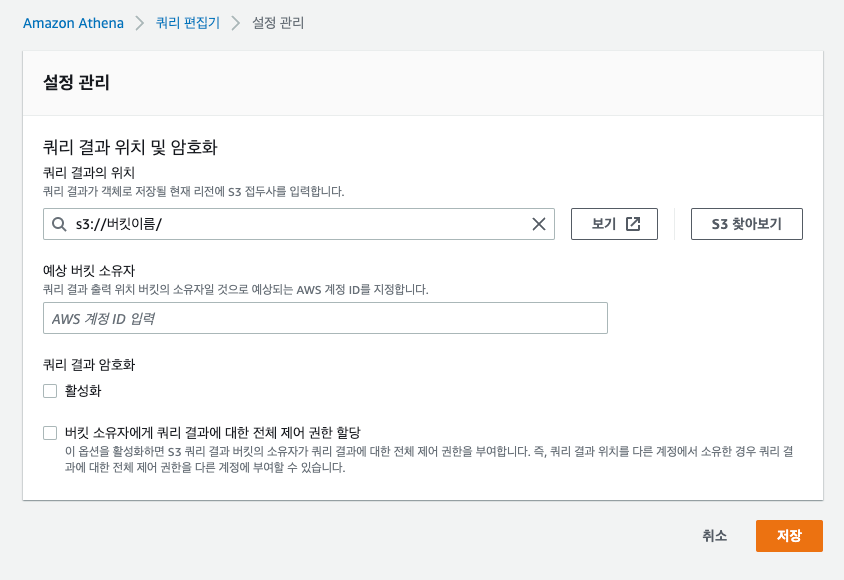 Amazon Athena > 쿼리 편집기 > 설정 관리
설정 관리
쿼리 결과 위치 및 암호화
쿼리 결과의 위치
쿼리 결과가 객체로 저장될 현재 리전에 S3 접두사를 입력합니다.
s3://버킷이름/ 보기 S3 찾아보기
예상 버킷 소유자
쿼리 결과 출력 위치 버킷의 소유자일 것으로 예상되는 AWS 계정 ID를 지정합니다.
AWS 계정 ID 입력
쿼리 결과 암호화
활성화
버킷 소유자에게 쿼리 결과에 대한 전체 제어 권한 할당
이 옵션을 활성화하면 S3 쿼리 결과 버킷의 소유자가 쿼리 결과에 대한 전체 제어 권한을 부여합니다. 즉, 쿼리 결과 위치를 다른 계정에서 소유한 경우 쿼리 결
과에 대한 전체 제어 권한을 다른 계정에 부여할 수 있습니다.
취소 저장